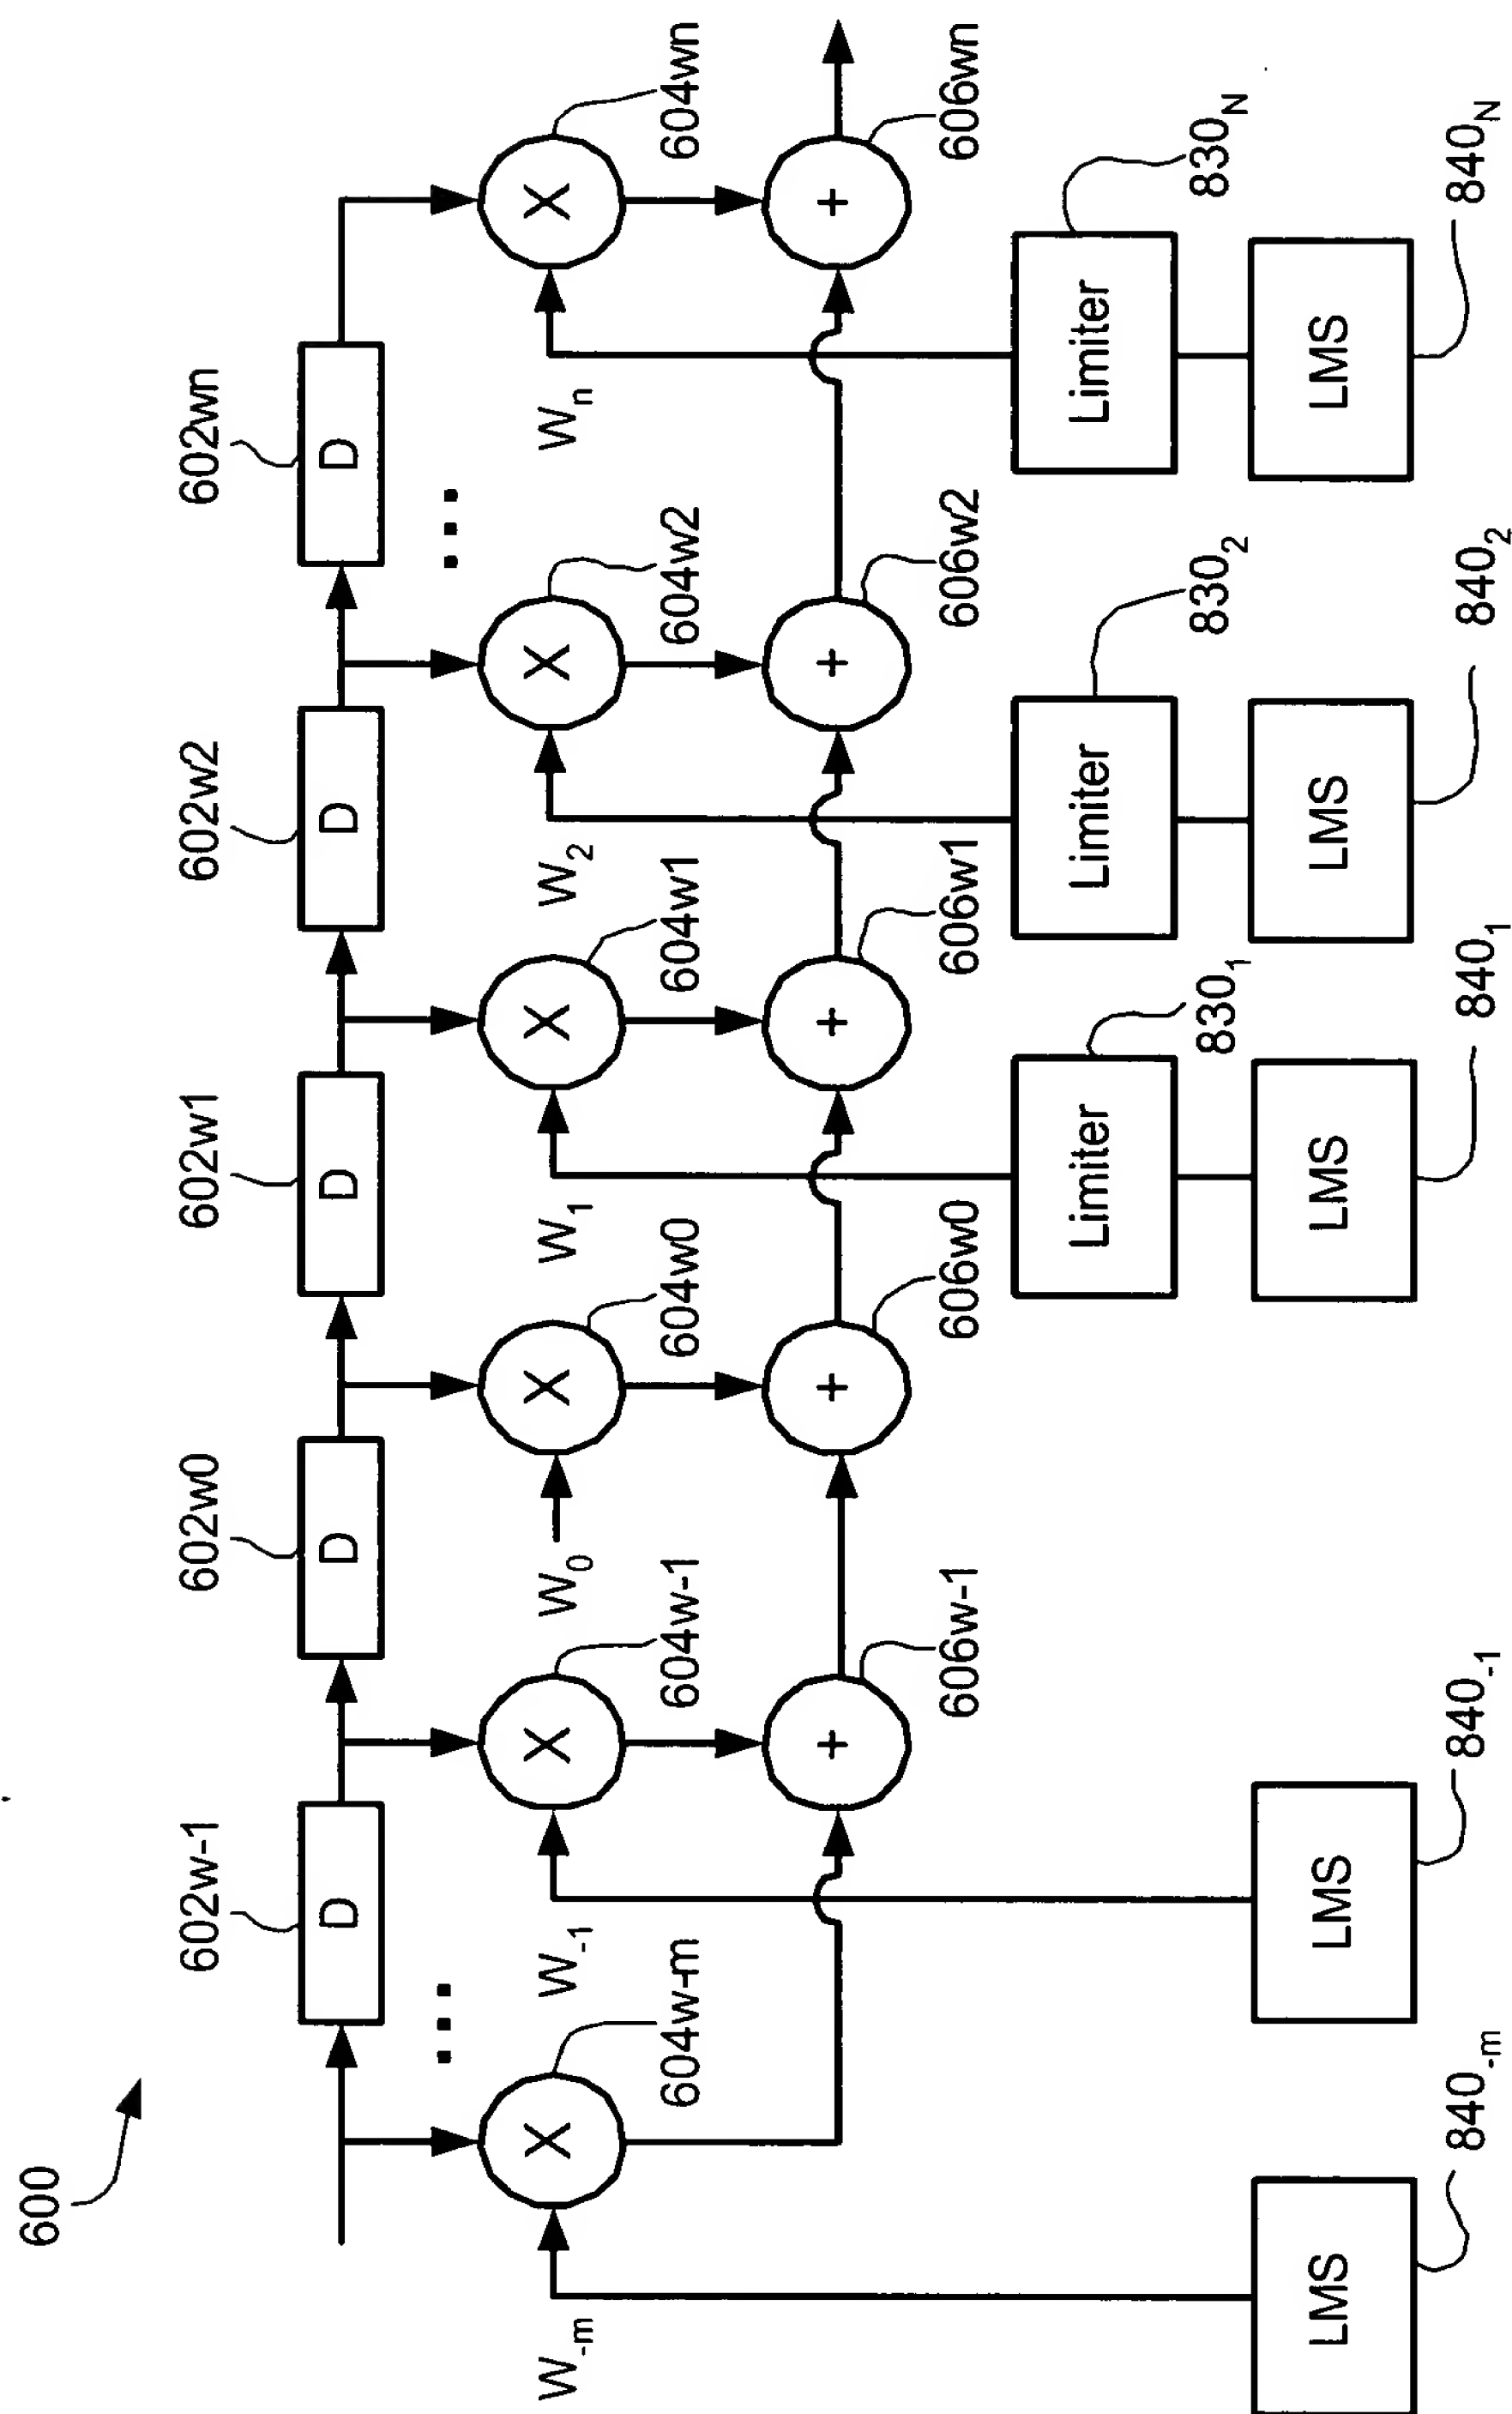 600
602w-1
602w0
602w1
602w2
602wn
D
D
D
D
D
...
...
X
X
X
X
X
X
W-m
W-1
W0
W1
W2
Wn
604w-m
604w-1
604w0
604w1
604w2
604wn
+
+
+
+
+
606w-1
606w0
606w1
606w2
606wn
Limiter
Limiter
Limiter
830₁
830₂
830N
LMS
LMS
LMS
LMS
LMS
840-m
840-1
840₁
840₂
840N